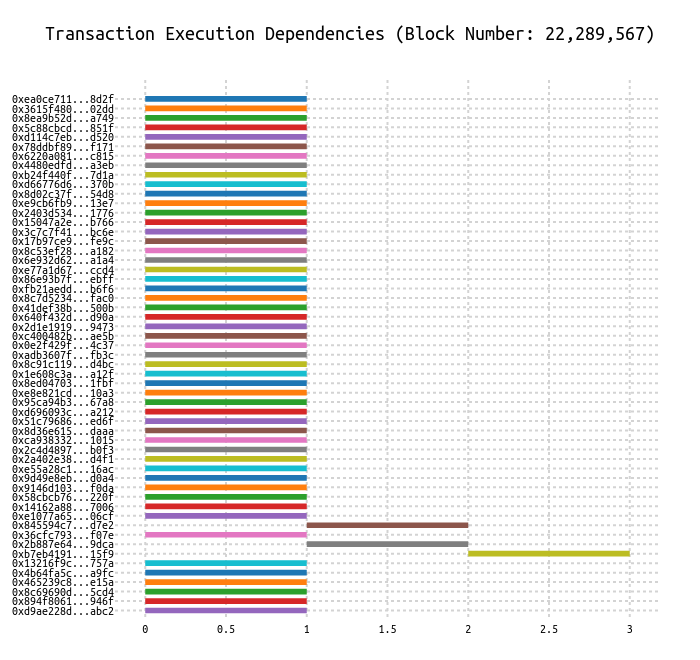 Transaction Execution Dependencies (Block Number: 22,289,567)
0xea0ce711...8d2f
0x3615f480...02dd
0x8ea9b52d...a749
0x5c88cbcd...851f
0xd114c7eb...d520
0x78ddbf89...f171
0x6220a081...c815
0x4480edfd...a3eb
0xb24f440f...7d1a
0xd66776d6...370b
0x8d02c37f...54d8
0xe9cb6fb9...13e7
0x2403d534...1776
0x15047a2e...b766
0x3c7c7f41...bc6e
0x17b97ce9...fe9c
0x8c53ef28...a182
0x6e932d62...a1a4
0xe77a1d67...ccd4
0x86e93b7f...ebff
0xfb21aedd...b6f6
0x8c7d5234...fac0
0x41def38b...500b
0x640f432d...d90a
0x2d1e1919...9473
0xc400482b...ae5b
0x0e2f429f...4c37
0xadb3607f...fb3c
0x8c91c119...d4bc
0x1e608c3a...a12f
0x8ed04703...1fbf
0xe8e821cd...10a3
0x95ca94b3...67a8
0xd696093c...a212
0x51c79686...ed6f
0x8d36e615...daaa
0xca938332...1015
0x2c4d4897...b0f3
0x2a402e38...d4f1
0xe55a28c1...16ac
0x9d49e8eb...d0a4
0x9146d103...f0da
0x58cbcb76...220f
0x14162a88...7006
0xe1077a65...06cf
0x845594c7...d7e2
0x36cfc793...f07e
0x2b887e64...9dca
0xb7eb4191...15f9
0x13216f9c...757a
0x4b64fa5c...a9fc
0x465239c8...e15a
0x8c69690d...5cd4
0x894f8061...946f
0xd9ae228d...abc2
0 0.5 1 1.5 2 2.5 3